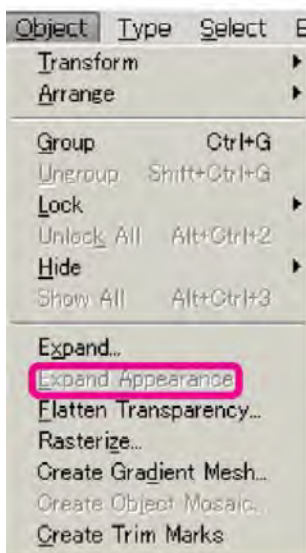 Object Type Select E
Transform
Arrange
Group Ctrl+G
Ungroup Shift+Ctrl+G
Lock
Unlock All Alt+Ctrl+2
Hide
Show All Alt+Ctrl+3
Expand...
Expand Appearance
Flatten Transparency...
Rasterize...
Create Gradient Mesh...
Create Object Mosaic...
Create Trim Marks